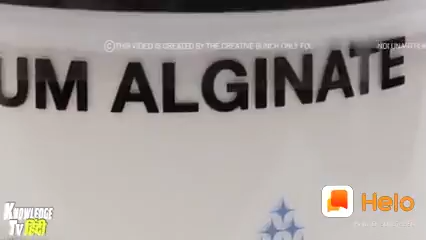 ©THIS VIDEO IS CREATED BY THE CREATIVE BUNCH ONLY FOR
UM ALGINATE
Helo
KNOWLEDGE
TV हिंदी